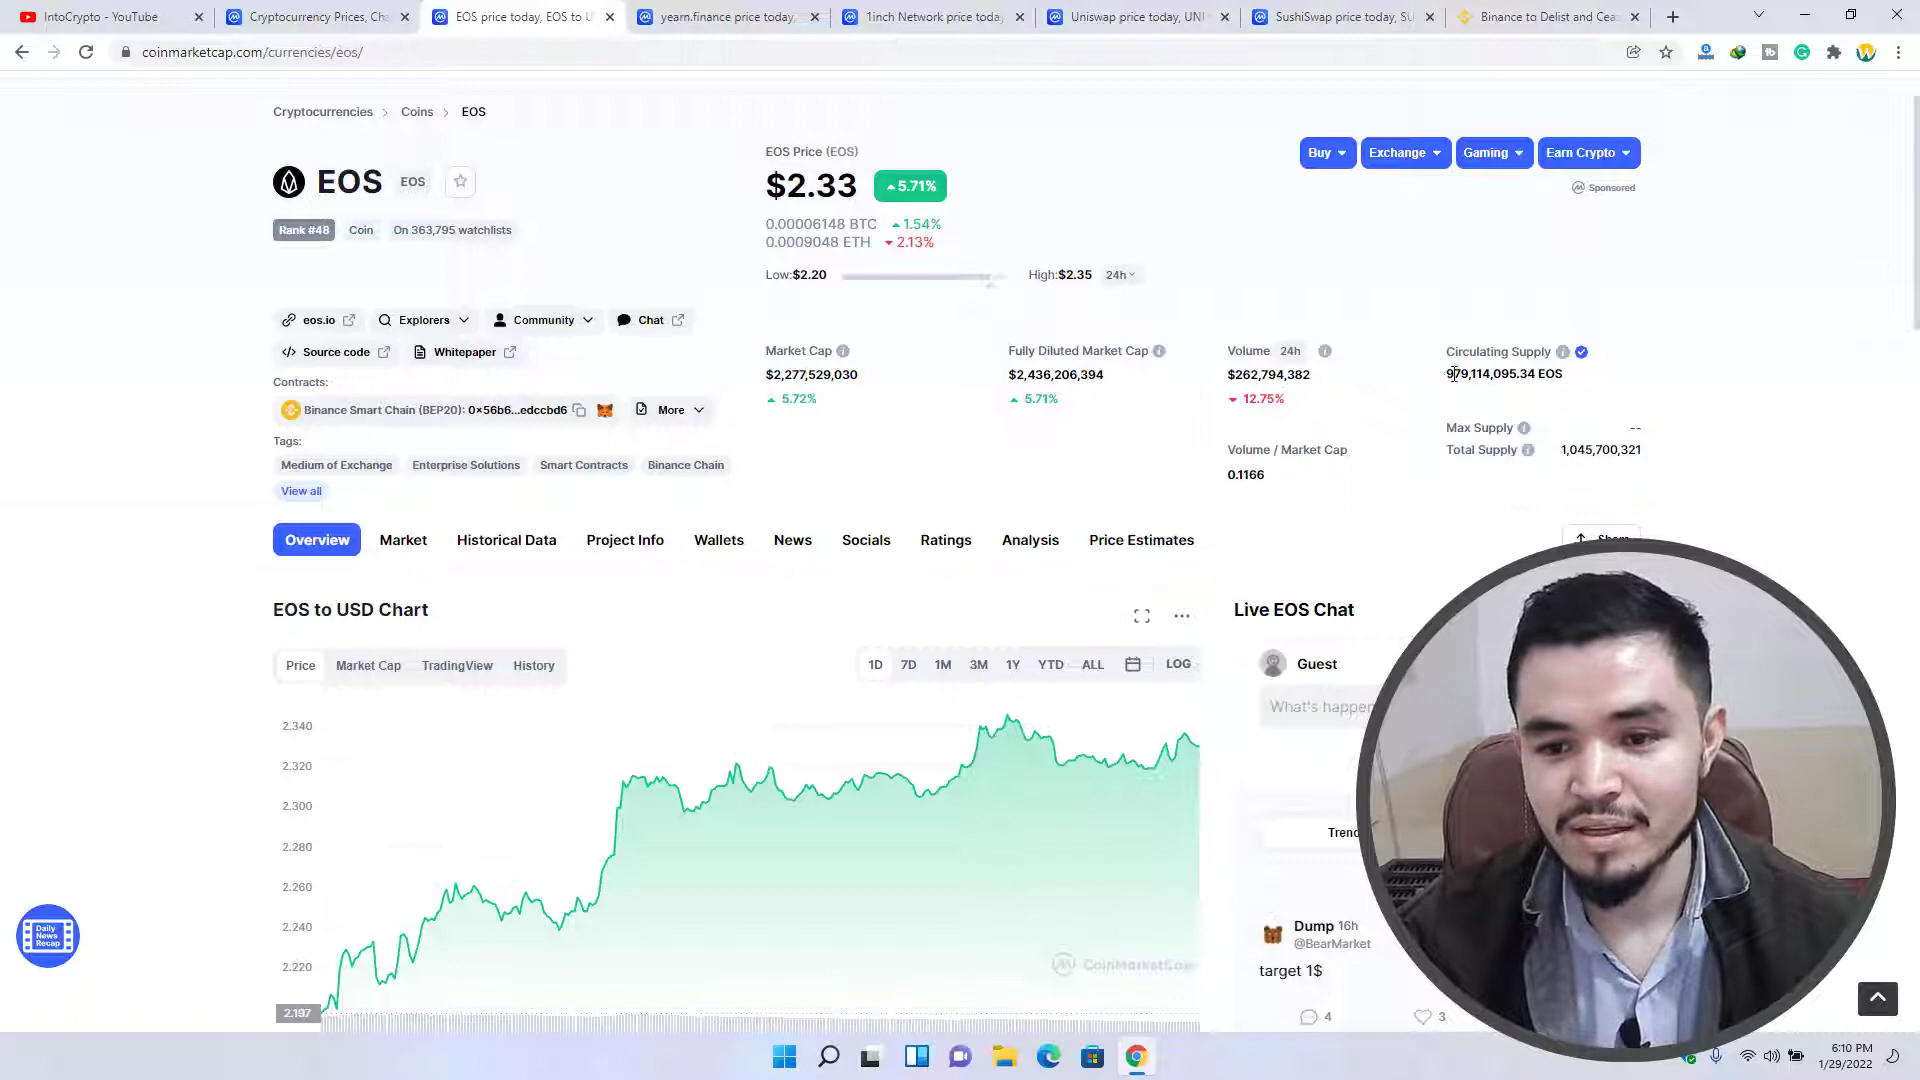 IntoCrypto - YouTube
Cryptocurrency Prices, Cha
EOS price today, EOS to U
yearn.finance price today,
1inch Network price toda
Uniswap price today, UNI
SushiSwap price today, SU
Binance to Delist and Cea
coinmarketcap.com/currencies/eos/
Cryptocurrencies > Coins > EOS
EOS EOS
Rank #48 Coin On 363,795 watchlists
EOS Price (EOS)
$2.33 5.71%
0.00006148 BTC 1.54%
0.0009048 ETH 2.13%
Low:$2.20 High:$2.35 24h
Buy Exchange Gaming Earn Crypto
Sponsored
eos.io Explorers Community Chat
Source code Whitepaper
Contracts:
Binance Smart Chain (BEP20): 0x56b6...edccbd6 More
Tags:
Medium of Exchange Enterprise Solutions Smart Contracts Binance Chain
View all
Market Cap
$2,277,529,030
5.72%
Fully Diluted Market Cap
$2,436,206,394
5.71%
Volume 24h
$262,794,382
12.75%
Volume / Market Cap
0.1166
Circulating Supply
979,114,095.34 EOS
Max Supply --
Total Supply 1,045,700,321
Overview Market Historical Data Project Info Wallets News Socials Ratings Analysis Price Estimates
Share
EOS to USD Chart
Price Market Cap TradingView History
1D 7D 1M 3M 1Y YTD ALL LOG
2.340
2.320
2.300
2.280
2.260
2.240
2.220
2.197
CoinMarketCap
Live EOS Chat
Guest
What's happen
Trend
Dump 16h
@BearMarket
target 1$
4 3
Daily
News
Recap
6:10 PM
1/29/2022